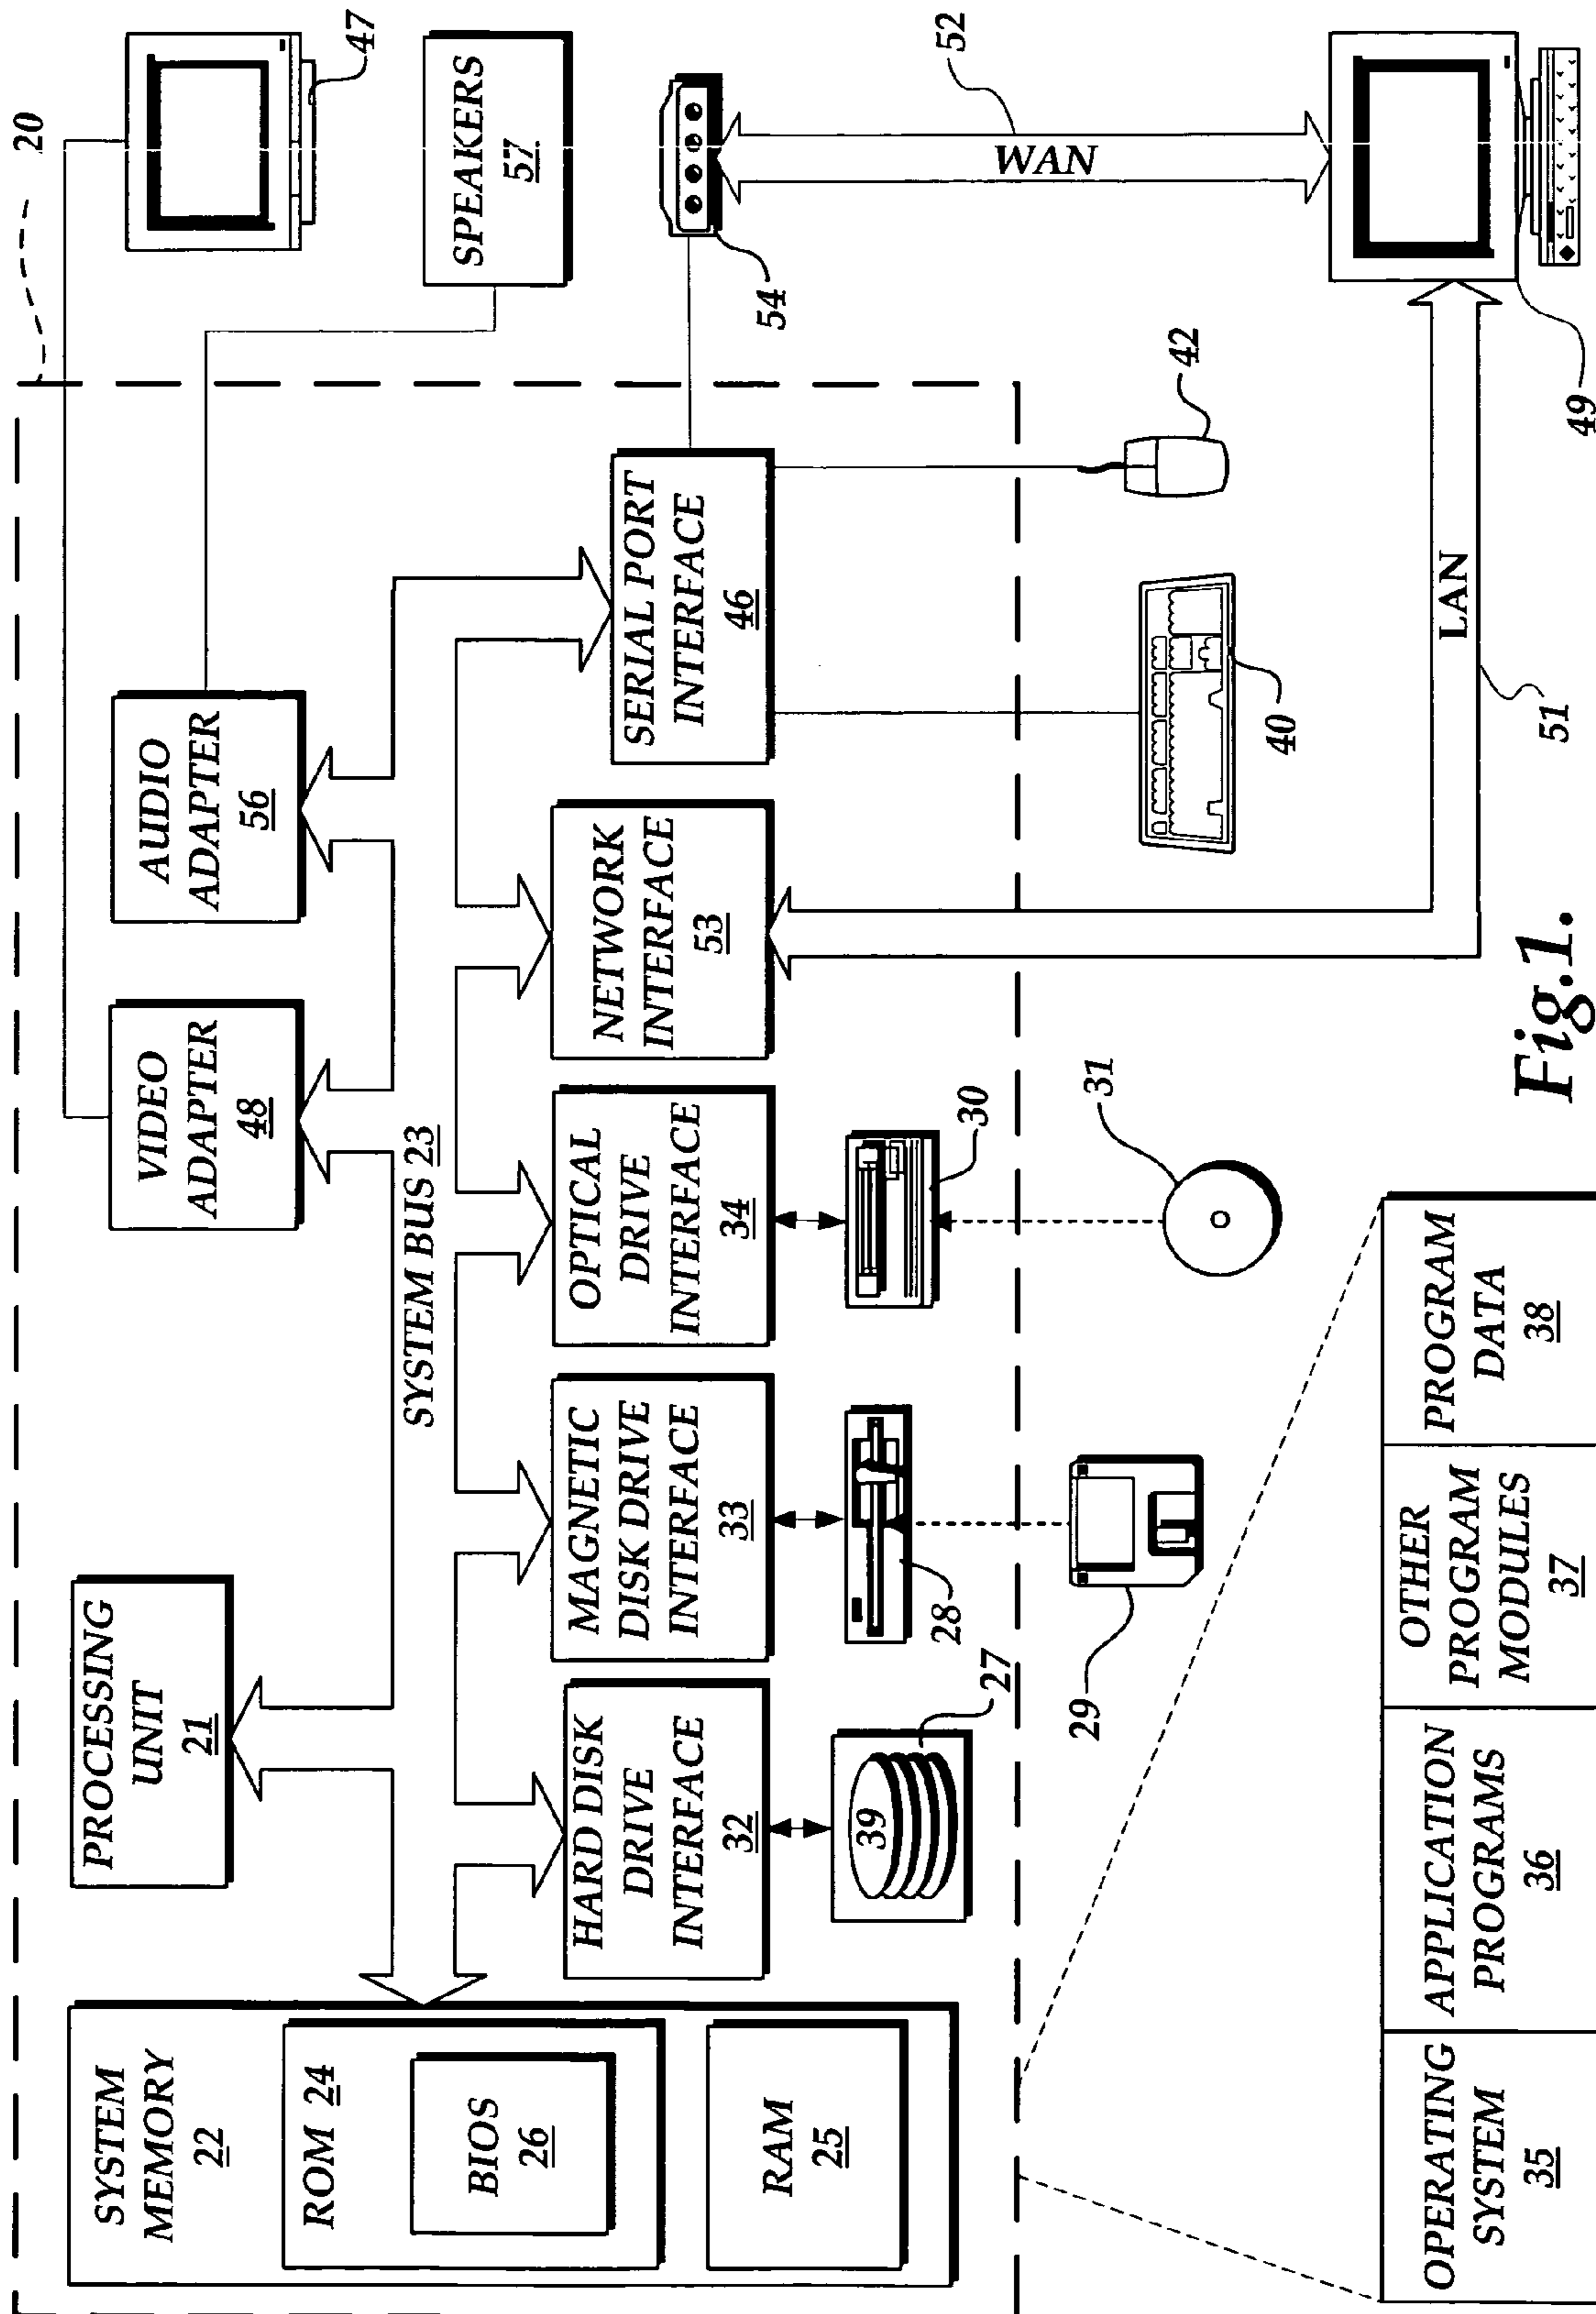 20
SYSTEM
MEMORY
22
ROM 24
BIOS
26
RAM
25
PROCESSING
UNIT
21
VIDEO
ADAPTER
48
AUDIO
ADAPTER
56
47
SPEAKERS
57
SYSTEM BUS 23
HARD DISK
DRIVE
INTERFACE
32
MAGNETIC
DISK DRIVE
INTERFACE
33
OPTICAL
DRIVE
INTERFACE
34
NETWORK
INTERFACE
53
SERIAL PORT
INTERFACE
46
54
39
27
28
30
29
31
40
42
WAN
52
LAN
51
49
OPERATING
SYSTEM
35
APPLICATION
PROGRAMS
36
OTHER
PROGRAM
MODULES
37
PROGRAM
DATA
38
Fig.1.